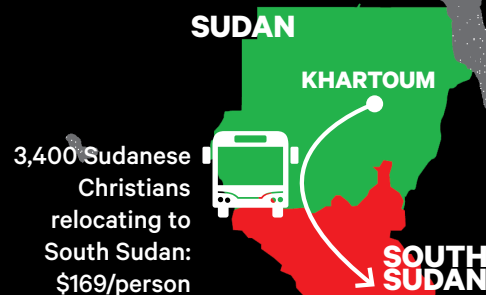 SUDAN
KHARTOUM
3,400 Sudanese
Christians
relocating to
South Sudan:
$169/person
SOUTH
SUDAN